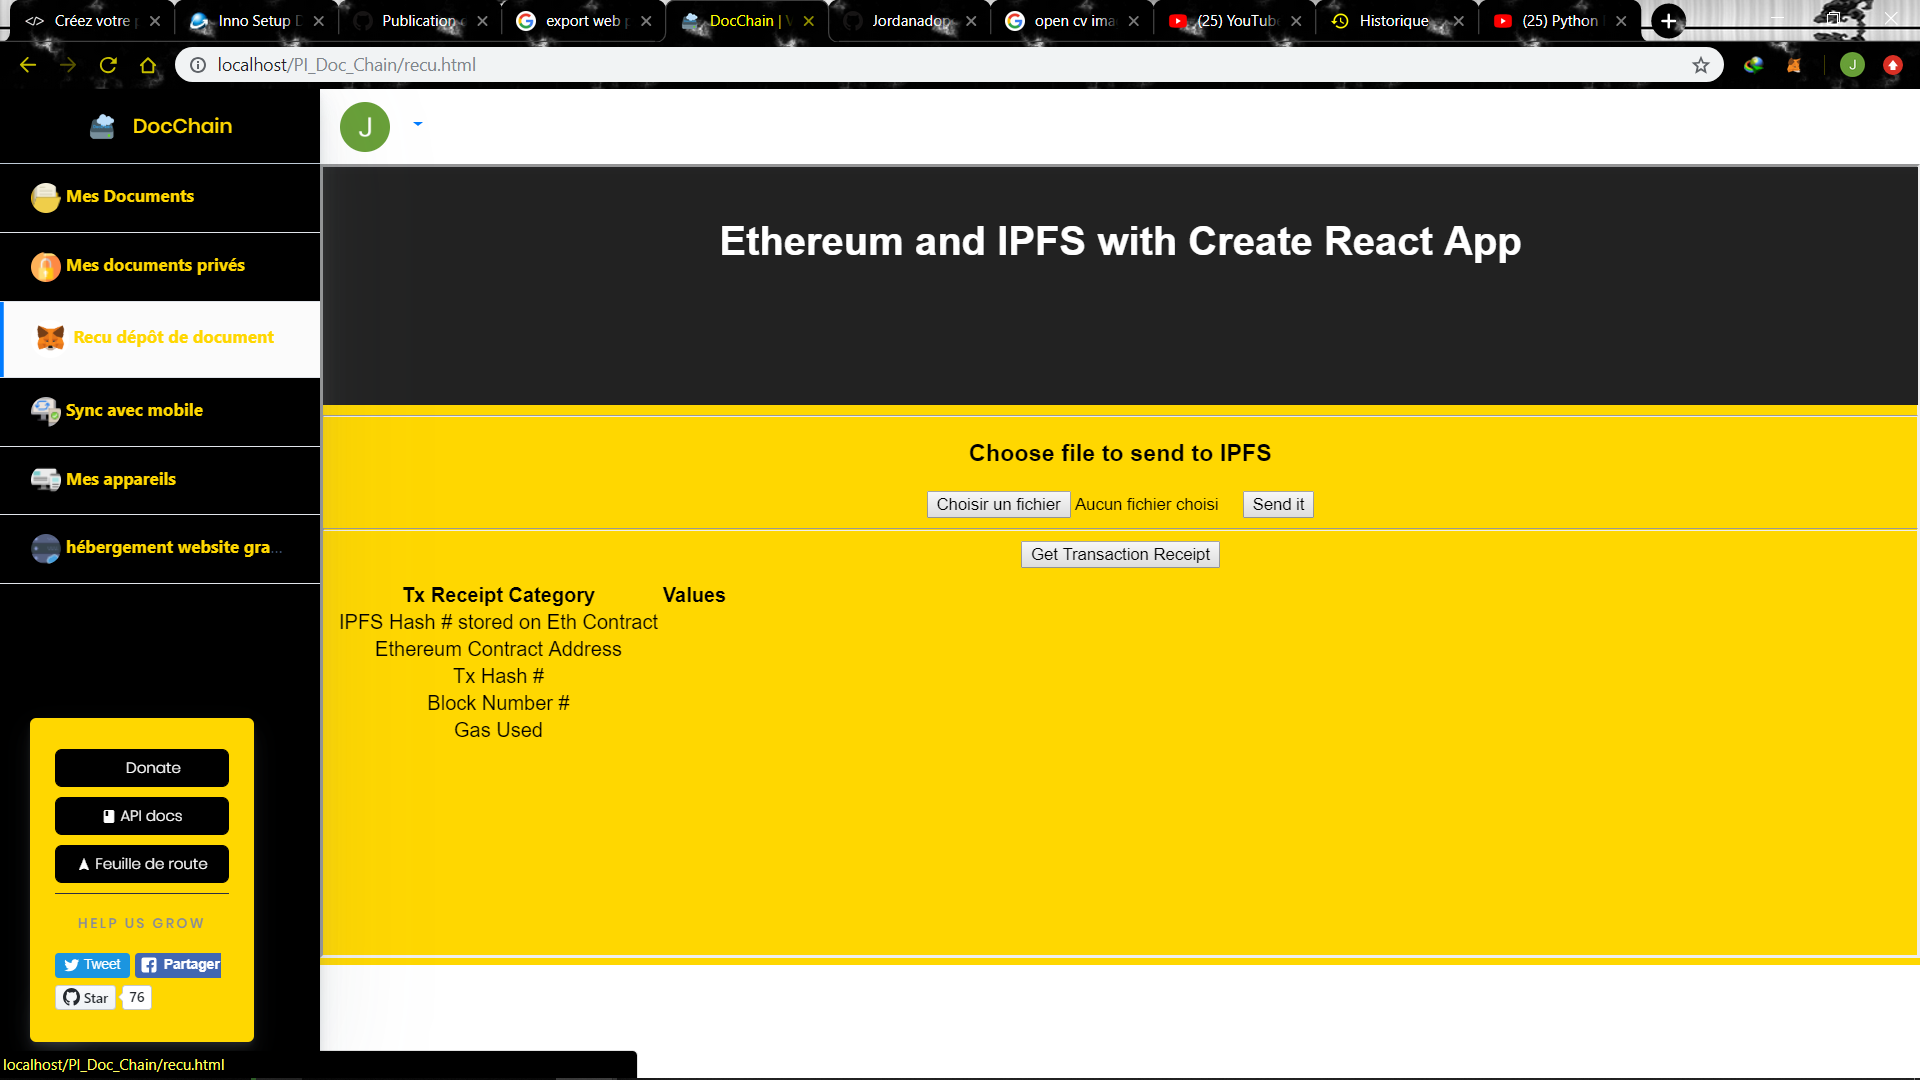 Créez votre
Inno Setup
Publication
export web
DocChain |
Jordanadop
open cv ima
(25) YouTube
Historique
(25) Python
localhost/PI_Doc_Chain/recu.html
J
DocChain
J
Mes Documents
Mes documents privés
Recu dépôt de document
Sync avec mobile
Mes appareils
hébergement website gra...
Ethereum and IPFS with Create React App
Choose file to send to IPFS
Choisir un fichier Aucun fichier choisi Send it
Get Transaction Receipt
Tx Receipt Category Values
IPFS Hash # stored on Eth Contract
Ethereum Contract Address
Tx Hash #
Block Number #
Gas Used
Donate
API docs
Feuille de route
HELP US GROW
Tweet Partager
Star 76
localhost/PI_Doc_Chain/recu.html